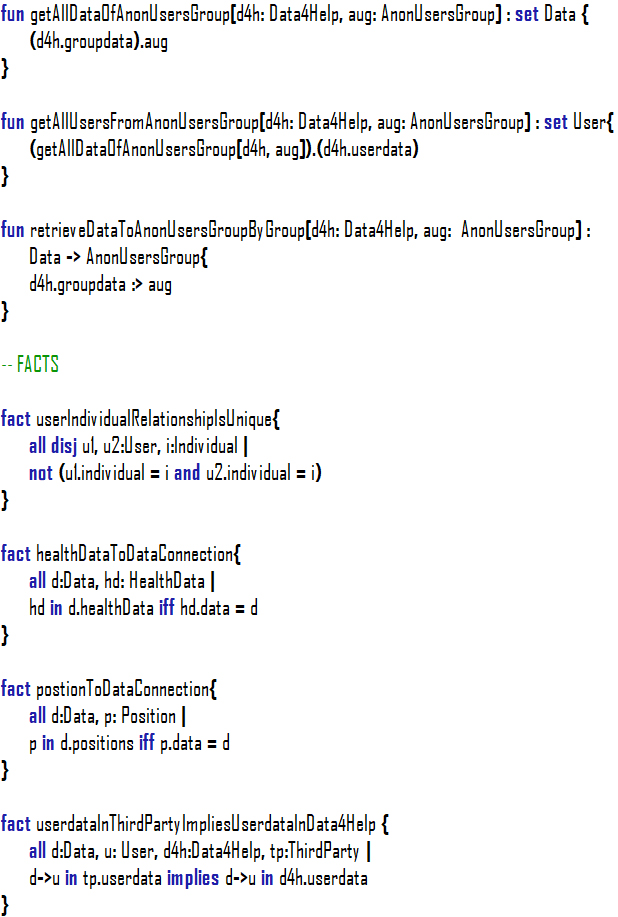 fun getAllDataOfAnonUsersGroup[d4h: Data4Help, aug: AnonUsersGroup] : set Data {
(d4h.groupdata).aug
}
fun getAllUsersFromAnonUsersGroup[d4h: Data4Help, aug: AnonUsersGroup] : set User{
(getAllDataOfAnonUsersGroup[d4h, aug]).(d4h.userdata)
}
fun retrieveDataToAnonUsersGroupByGroup[d4h: Data4Help, aug: AnonUsersGroup] :
Data -> AnonUsersGroup{
d4h.groupdata :> aug
}
-- FACTS
fact userIndividualRelationshipIsUnique{
all disj u1, u2:User, i:Individual |
not (u1.individual = i and u2.individual = i)
}
fact healthDataToDataConnection{
all d:Data, hd: HealthData |
hd in d.healthData iff hd.data = d
}
fact postionToDataConnection{
all d:Data, p: Position |
p in d.positions iff p.data = d
}
fact userdataInThirdPartyImpliesUserdataInData4Help {
all d:Data, u: User, d4h:Data4Help, tp:ThirdParty |
d->u in tp.userdata implies d->u in d4h.userdata
}